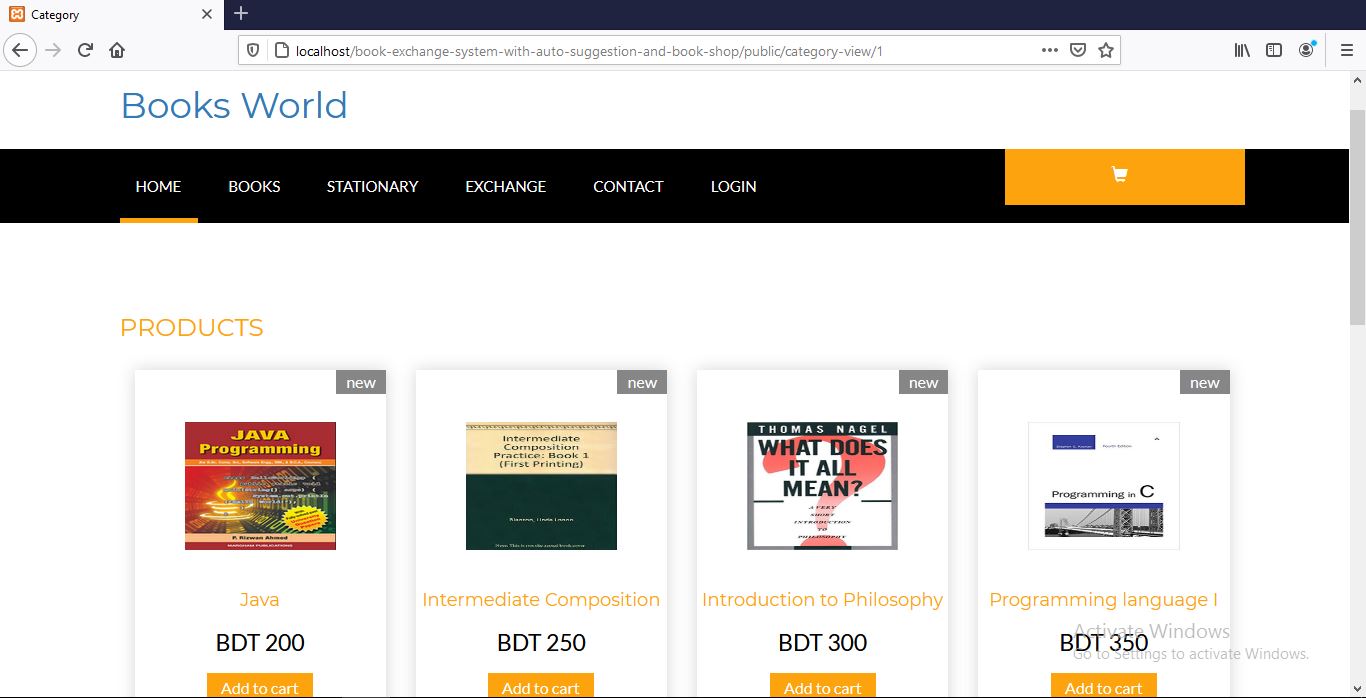 Category
localhost/book-exchange-system-with-auto-suggestion-and-book-shop/public/category-view/1
Books World
HOME BOOKS STATIONARY EXCHANGE CONTACT LOGIN
PRODUCTS
new new new new
JAVA
Programming
P. Rizwan Ahmed
MARGHAM PUBLICATIONS
Intermediate
Composition
Practice: Book 1
(First Printing)
THOMAS NAGEL
WHAT DOES
IT ALL
MEAN?
A VERY
SHORT
INTRODUCTION
TO
PHILOSOPHY
Fourth Edition
Programming in C
Java Intermediate Composition Introduction to Philosophy Programming language I
BDT 200 BDT 250 BDT 300 BDT 350
Activate Windows
Go to Settings to activate Windows.
Add to cart Add to cart Add to cart Add to cart